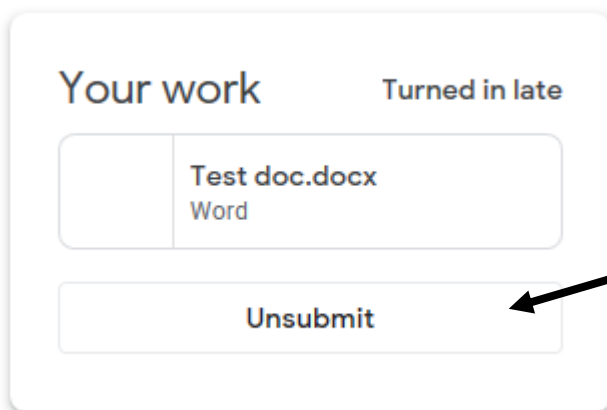 Your work
Turned in late
Test doc.docx
Word
Unsubmit